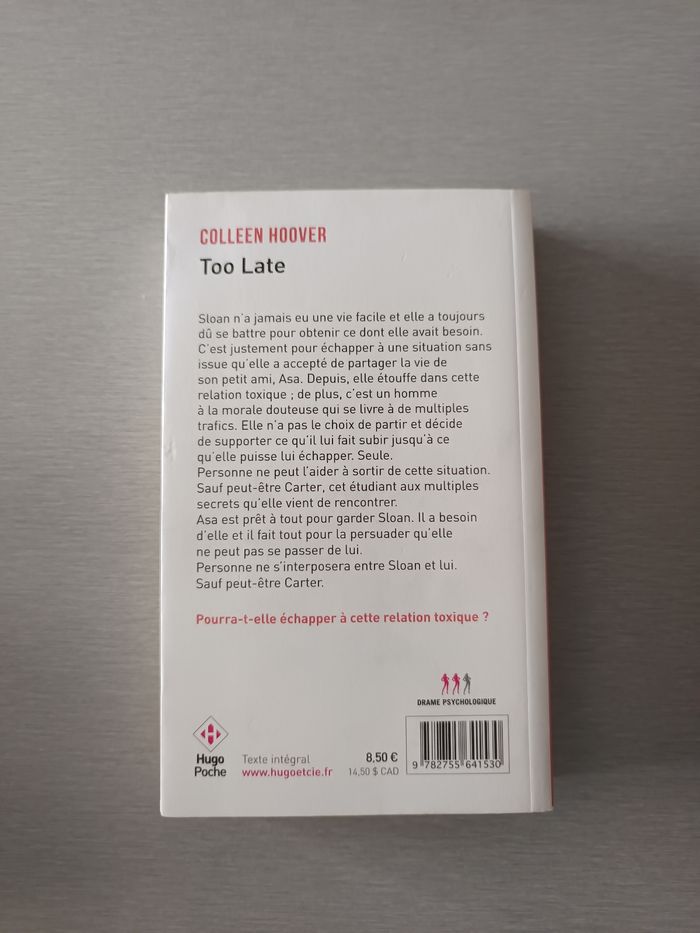 COLLEEN HOOVER
Too Late
Sloan n'a jamais eu une vie facile et elle a toujours
dû se battre pour obtenir ce dont elle avait besoin.
C'est justement pour échapper à une situation sans
issue qu'elle a accepté de partager la vie de
son petit ami, Asa. Depuis, elle étouffe dans cette
relation toxique ; de plus, c'est un homme
à la morale douteuse qui se livre à de multiples
trafics. Elle n'a pas le choix de partir et décide
de supporter ce qu'il lui fait subir jusqu'à ce
qu'elle puisse lui échapper. Seule.
Personne ne peut l'aider à sortir de cette situation.
Sauf peut-être Carter, cet étudiant aux multiples
secrets qu'elle vient de rencontrer.
Asa est prêt à tout pour garder Sloan. Il a besoin
d'elle et il fait tout pour la persuader qu'elle
ne peut pas se passer de lui.
Personne ne s'interposera entre Sloan et lui.
Sauf peut-être Carter.
Pourra-t-elle échapper à cette relation toxique ?
DRAME PSYCHOLOGIQUE
H
Hugo
Poche
Texte intégral
www.hugoetcie.fr
8,50 €
14,50 $ CAD
9 782755 641530